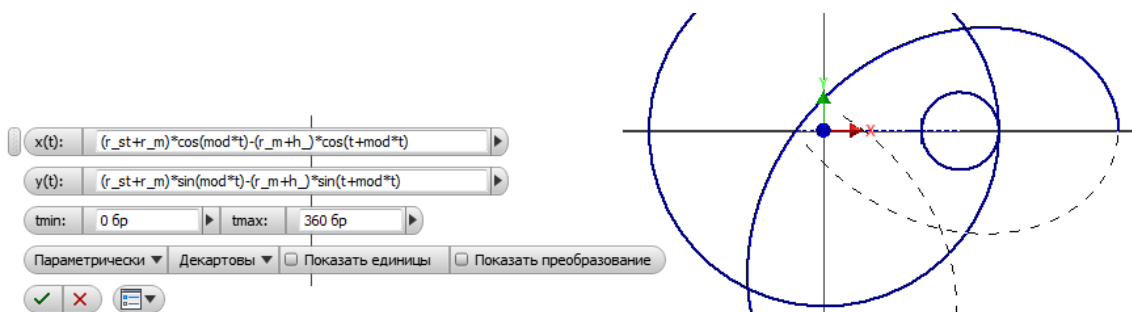 x(t): (r_st+r_m)*cos(mod*t)-(r_m+h_)*cos(t+mod*t)
y(t): (r_st+r_m)*sin(mod*t)-(r_m+h_)*sin(t+mod*t)
tmin: 0 бр tmax: 360 бр
Параметрически Декартовы Показать единицы Показать преобразование
Y
X